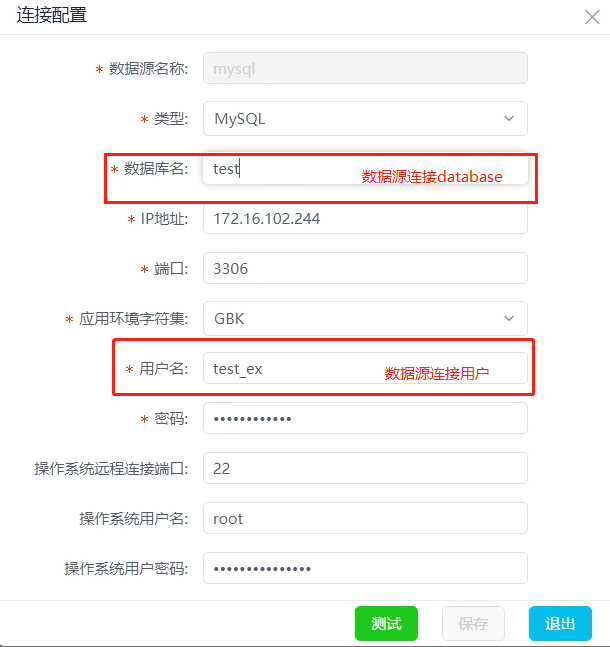 连接配置
* 数据源名称: mysql
* 类型: MySQL
* 数据库名: test 数据源连接database
* IP地址: 172.16.102.244
* 端口: 3306
* 应用环境字符集: GBK
* 用户名: test_ex 数据源连接用户
* 密码: ••••••••••••
操作系统远程连接端口: 22
操作系统用户名: root
操作系统用户密码: •••••••••••••••
测试 保存 退出